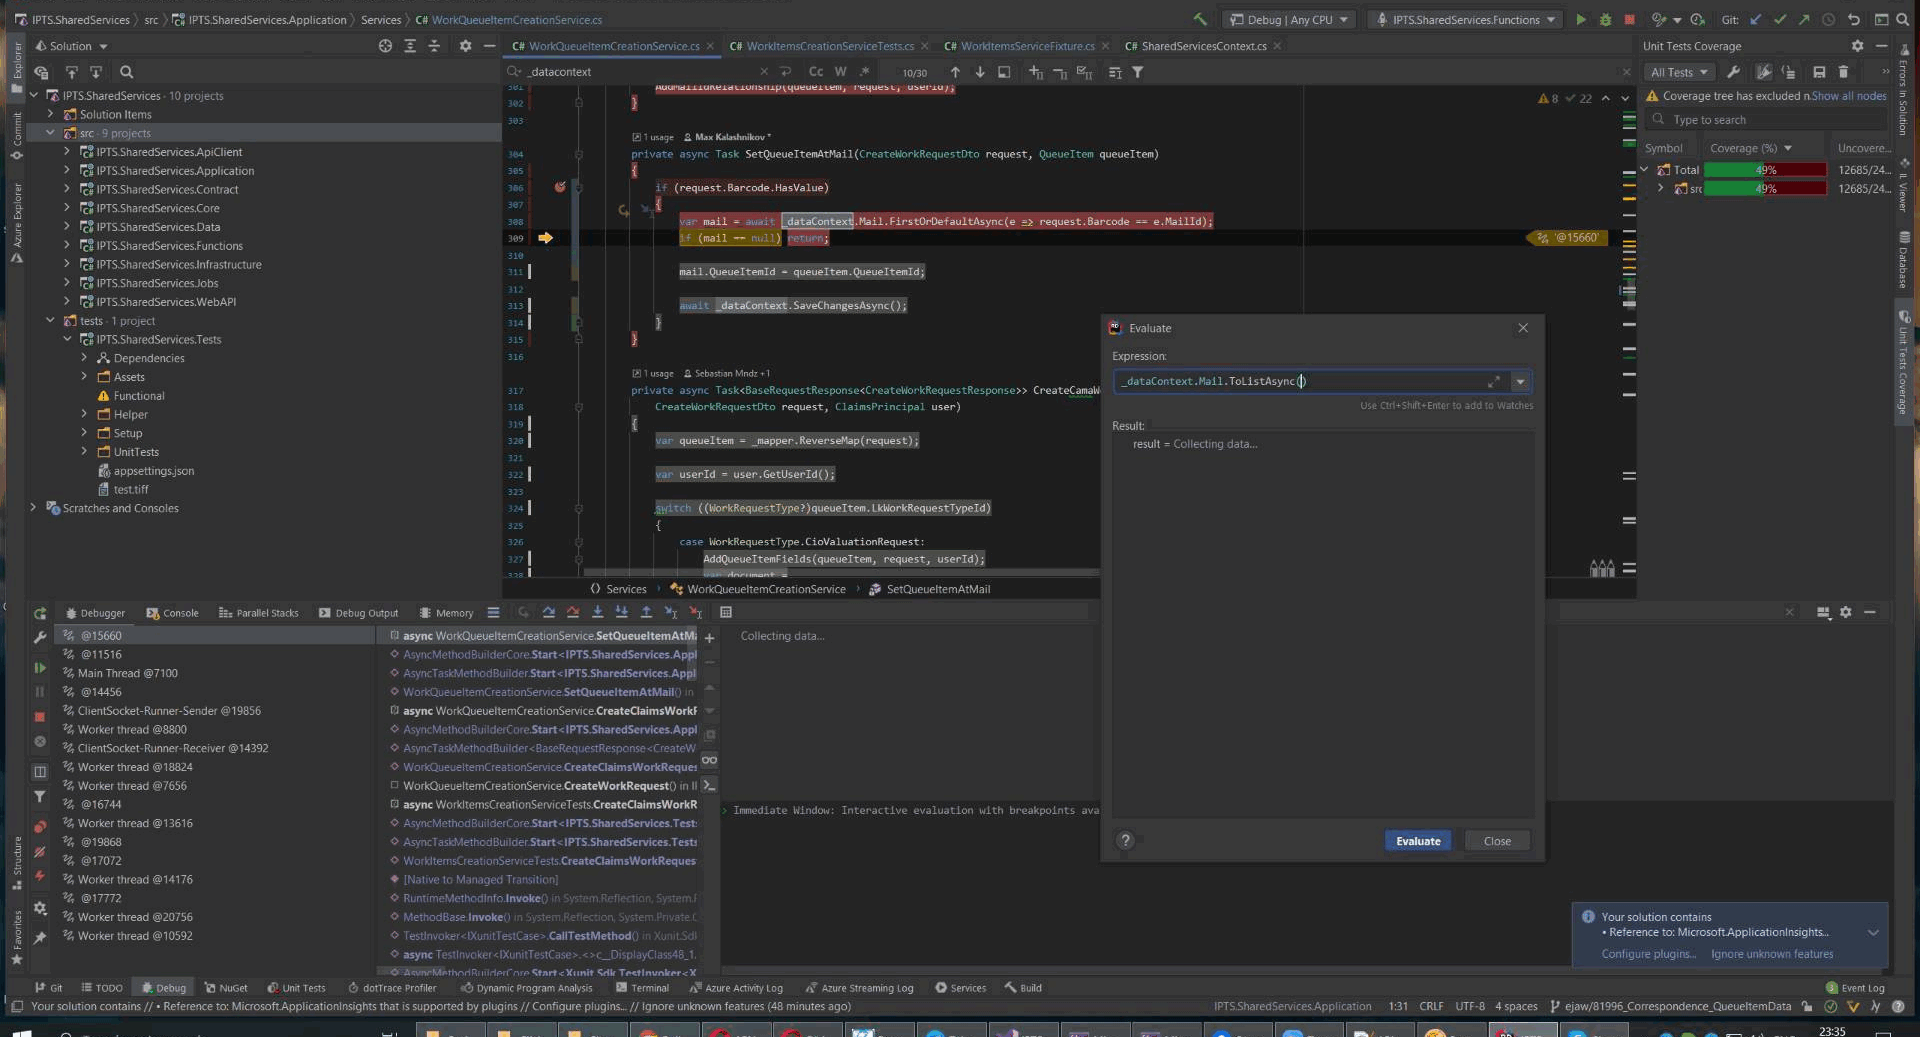 IPTS.SharedServices
src
IPTS.SharedServices.Application
Services
C# WorkQueueItemCreationService.cs
Debug | Any CPU
IPTS.SharedServices.Functions
Git:
Solution
C# WorkQueueItemCreationService.cs
C# WorkItemsCreationServiceTests.cs
C# WorkItemsServiceFixture.cs
C# SharedServicesContext.cs
Unit Tests Coverage
_datacontext
Cc W .*
10/30
All Tests
Coverage tree has excluded n. Show all nodes
Type to search
Symbol Coverage (%) Uncovere...
Total 49% 12685/24...
src 49% 12685/24...
IPTS.SharedServices - 10 projects
Solution Items
src - 9 projects
IPTS.SharedServices.ApiClient
IPTS.SharedServices.Application
IPTS.SharedServices.Contract
IPTS.SharedServices.Core
IPTS.SharedServices.Data
IPTS.SharedServices.Functions
IPTS.SharedServices.Infrastructure
IPTS.SharedServices.Jobs
IPTS.SharedServices.WebAPI
tests - 1 project
IPTS.SharedServices.Tests
Dependencies
Assets
Functional
Helper
Setup
UnitTests
appsettings.json
test.tiff
Scratches and Consoles
Explorer
Commit
Azure Explorer
Structure
Favorites
301 AddMailIdRelationship(queueItem, request, userId);
302 }
303
8 22
1 usage Max Kalashnikov *
304 private async Task SetQueueItemAtMail(CreateWorkRequestDto request, QueueItem queueItem)
305 {
306 if (request.Barcode.HasValue)
307 {
308 var mail = await _dataContext.Mail.FirstOrDefaultAsync(e => request.Barcode == e.MailId);
309 if (mail == null) return;
'@15660'
310
311 mail.QueueItemId = queueItem.QueueItemId;
312
313 await _dataContext.SaveChangesAsync();
314 }
315 }
316
1 usage Sebastian Mndz +1
317 private async Task<BaseRequestResponse<CreateWorkRequestResponse>> CreateCamaW
318 CreateWorkRequestDto request, ClaimsPrincipal user)
319 {
320 var queueItem = _mapper.ReverseMap(request);
321
322 var userId = user.GetUserId();
323
324 switch ((WorkRequestType?)queueItem.LkWorkRequestTypeId)
325 {
326 case WorkRequestType.CioValuationRequest:
327 AddQueueItemFields(queueItem, request, userId);
328 var document =
Services WorkQueueItemCreationService SetQueueItemAtMail
Errors In Solution
Database
Unit Tests Coverage
Evaluate
Expression:
_dataContext.Mail.ToListAsync()
Use Ctrl+Shift+Enter to add to Watches
Result:
result = Collecting data...
Evaluate
Close
Debugger
Console
Parallel Stacks
Debug Output
Memory
@15660
@11516
Main Thread @7100
@14456
ClientSocket-Runner-Sender @19856
Worker thread @8800
ClientSocket-Runner-Receiver @14392
Worker thread @18824
Worker thread @7656
@16744
Worker thread @13616
@19868
@17072
Worker thread @14176
@17772
Worker thread @20756
Worker thread @10592
async WorkQueueItemCreationService.SetQueueItemAtMa
AsyncMethodBuilderCore.Start<IPTS.SharedServices.Appl
AsyncTaskMethodBuilder.Start<IPTS.SharedServices.Appl
WorkQueueItemCreationService.SetQueueItemAtMail() in
async WorkQueueItemCreationService.CreateClaimsWorkF
AsyncMethodBuilderCore.Start<IPTS.SharedServices.Appl
AsyncTaskMethodBuilder<BaseRequestResponse<CreateW
WorkQueueItemCreationService.CreateClaimsWorkReques
WorkQueueItemCreationService.CreateWorkRequest() in II
async WorkItemsCreationServiceTests.CreateClaimsWorkR
AsyncMethodBuilderCore.Start<IPTS.SharedServices.Tests
AsyncTaskMethodBuilder.Start<IPTS.SharedServices.Tests
WorkItemsCreationServiceTests.CreateClaimsWorkReques
[Native to Managed Transition]
RuntimeMethodInfo.Invoke() in System.Reflection, System.F
MethodBase.Invoke() in System.Reflection, System.Private.C
TestInvoker<IXunitTestCase>.CallTestMethod() in Xunit.Sdk
async TestInvoker<IXunitTestCase>.<>c__DisplayClass48_1.
AsyncMethodBuilderCore.Start<Xunit.Sdk.TestInvoker<X
Collecting data...
Immediate Window: Interactive evaluation with breakpoints ava
Your solution contains
• Reference to: Microsoft.ApplicationInsights...
Configure plugins... Ignore unknown features
Git
TODO
Debug
NuGet
Unit Tests
dotTrace Profiler
Dynamic Program Analysis
Terminal
Azure Activity Log
Azure Streaming Log
Services
Build
Event Log
Your solution contains // • Reference to: Microsoft.ApplicationInsights that is supported by plugins // Configure plugins... // Ignore unknown features (48 minutes ago)
IPTS.SharedServices.Application 1:31 CRLF UTF-8 4 spaces ejaw/81996_Correspondence_QueueItemData
23:35